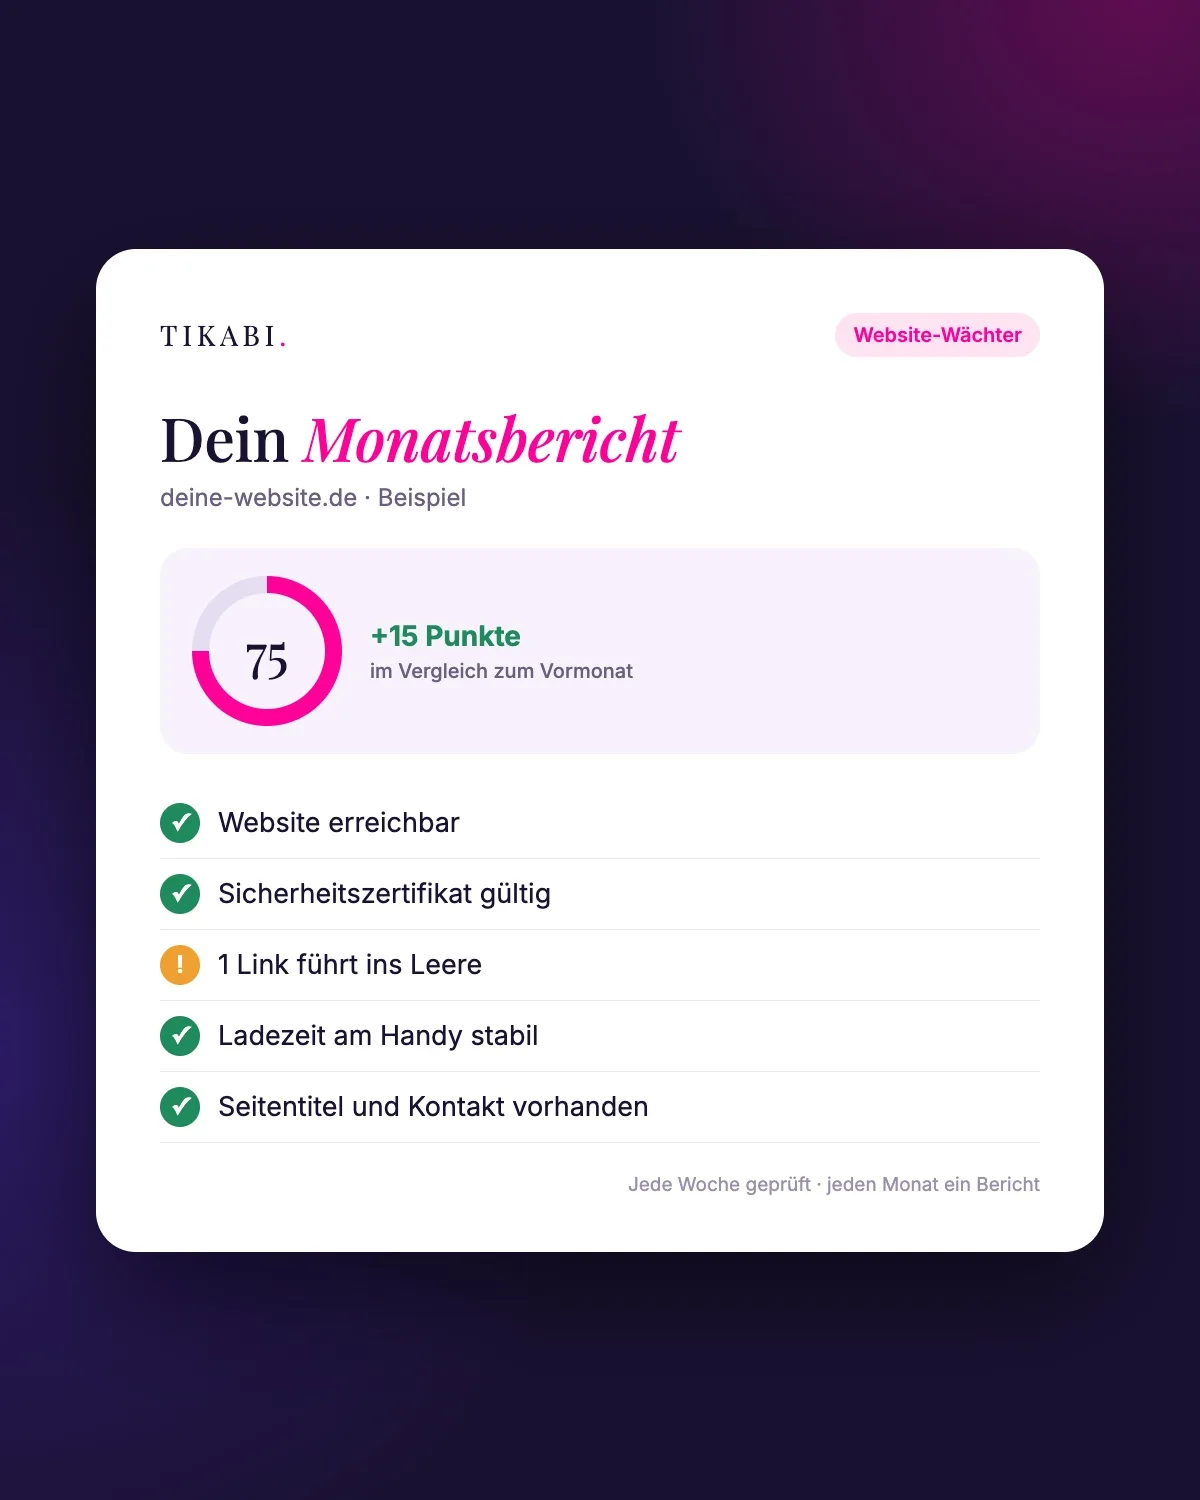 TIKABI.
Website-Wächter
Dein Monatsbericht
deine-website.de · Beispiel
75
+15 Punkte
im Vergleich zum Vormonat
Website erreichbar
Sicherheitszertifikat gültig
! 1 Link führt ins Leere
Ladezeit am Handy stabil
Seitentitel und Kontakt vorhanden
Jede Woche geprüft · jeden Monat ein Bericht